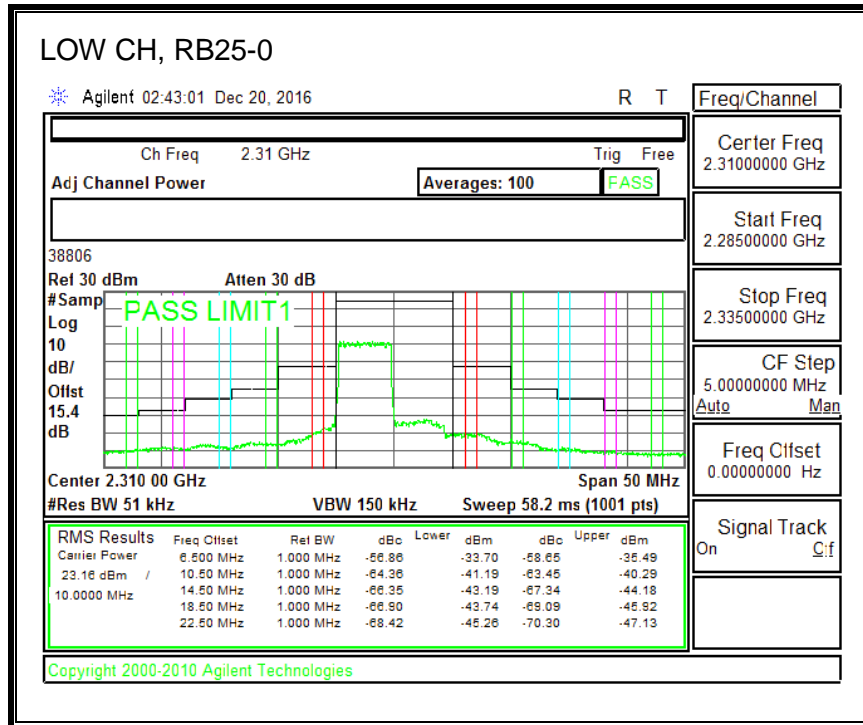 LOW CH, RB25-0
Agilent 02:43:01 Dec 20, 2016 R T
Freq/Channel
Ch Freq 2.31 GHz Trig Free
Adj Channel Power Averages: 100 PASS
Center Freq
2.31000000 GHz
Start Freq
2.28500000 GHz
Stop Freq
2.33500000 GHz
CF Step
5.00000000 MHz
Auto Man
Freq Offset
0.00000000 Hz
Signal Track
On Off
38806
Ref 30 dBm Atten 30 dB
#Samp
Log
10
dB/
Offst
15.4
dB
PASS LIMIT1
Center 2.310 00 GHz Span 50 MHz
#Res BW 51 kHz VBW 150 kHz Sweep 58.2 ms (1001 pts)
RMS Results Freq Offset Ref BW dBc Lower dBm dBc Upper dBm
Carrier Power 6.500 MHz 1.000 MHz -56.86 -33.70 -58.65 -35.49
23.16 dBm / 10.50 MHz 1.000 MHz -64.36 -41.19 -63.45 -40.29
10.0000 MHz 14.50 MHz 1.000 MHz -66.35 -43.19 -67.34 -44.18
18.50 MHz 1.000 MHz -66.90 -43.74 -69.09 -45.92
22.50 MHz 1.000 MHz -68.42 -45.26 -70.30 -47.13
Copyright 2000-2010 Agilent Technologies